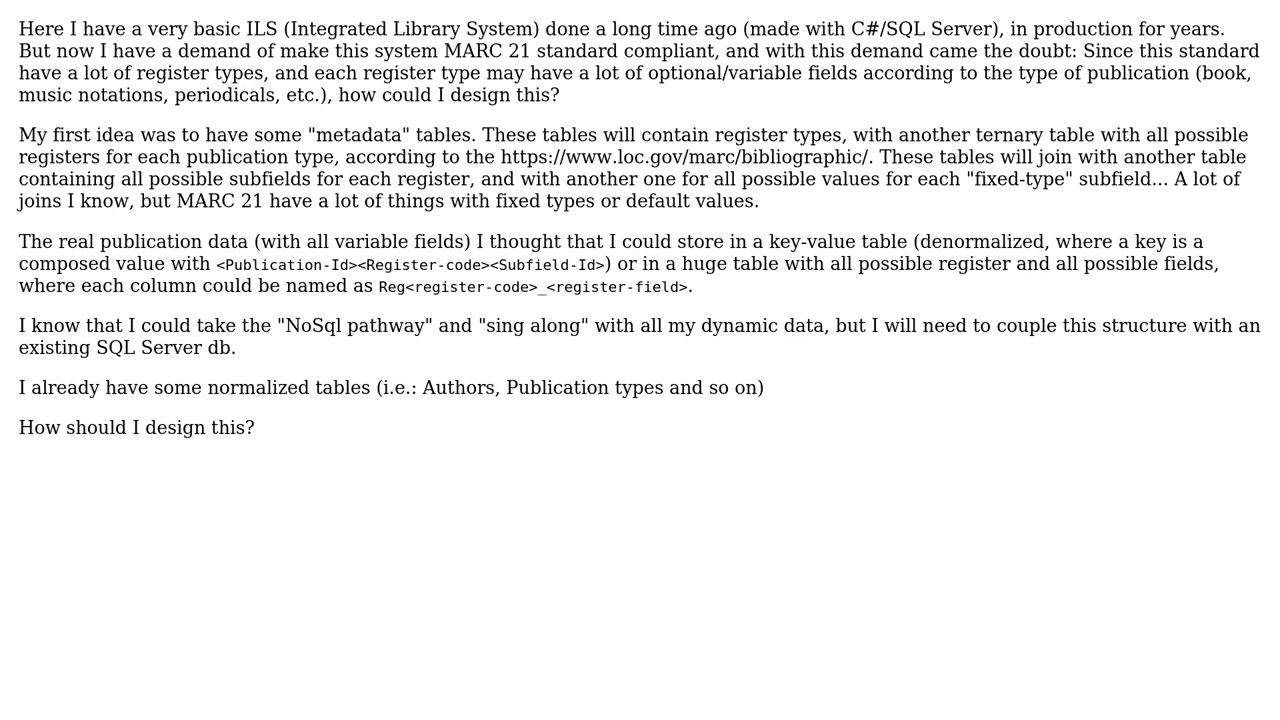 Here I have a very basic ILS (Integrated Library System) done a long time ago (made with C#/SQL Server), in production for years.
But now I have a demand of make this system MARC 21 standard compliant, and with this demand came the doubt: Since this standard
have a lot of register types, and each register type may have a lot of optional/variable fields according to the type of publication (book,
music notations, periodicals, etc.), how could I design this?
My first idea was to have some "metadata" tables. These tables will contain register types, with another ternary table with all possible
registers for each publication type, according to the https://www.loc.gov/marc/bibliographic/. These tables will join with another table
containing all possible subfields for each register, and with another one for all possible values for each "fixed-type" subfield... A lot of
joins I know, but MARC 21 have a lot of things with fixed types or default values.
The real publication data (with all variable fields) I thought that I could store in a key-value table (denormalized, where a key is a
composed value with <Publication-Id><Register-code><Subfield-Id>) or in a huge table with all possible register and all possible fields,
where each column could be named as Reg<register-code>_<register-field>.
I know that I could take the "NoSql pathway" and "sing along" with all my dynamic data, but I will need to couple this structure with an
existing SQL Server db.
I already have some normalized tables (i.e.: Authors, Publication types and so on)
How should I design this?